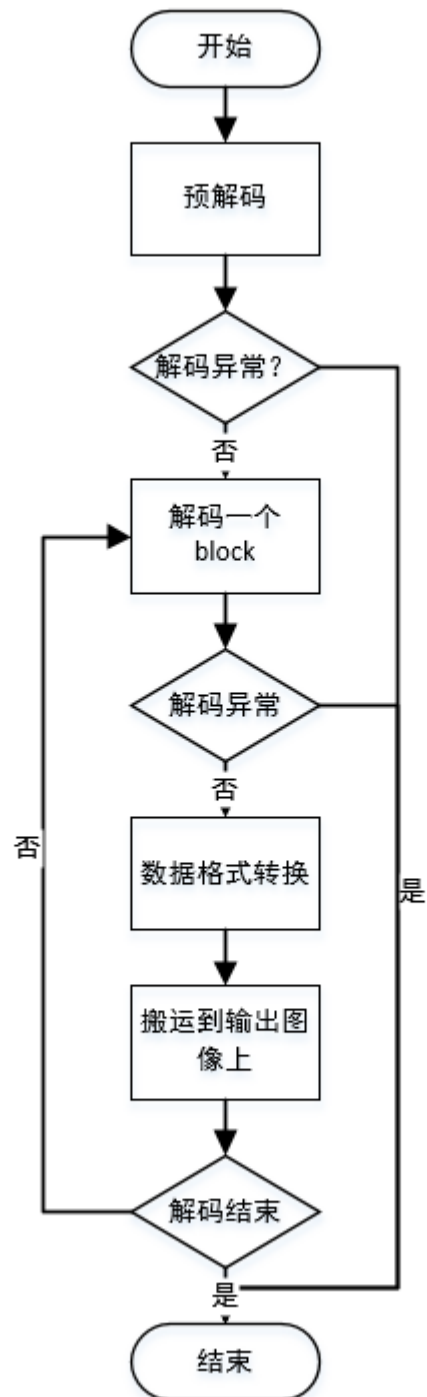 开始
预解码
解码异常？
否
解码一个
block
解码异常
否
否
数据格式转换
是
搬运到输出图
像上
解码结束
是
结束